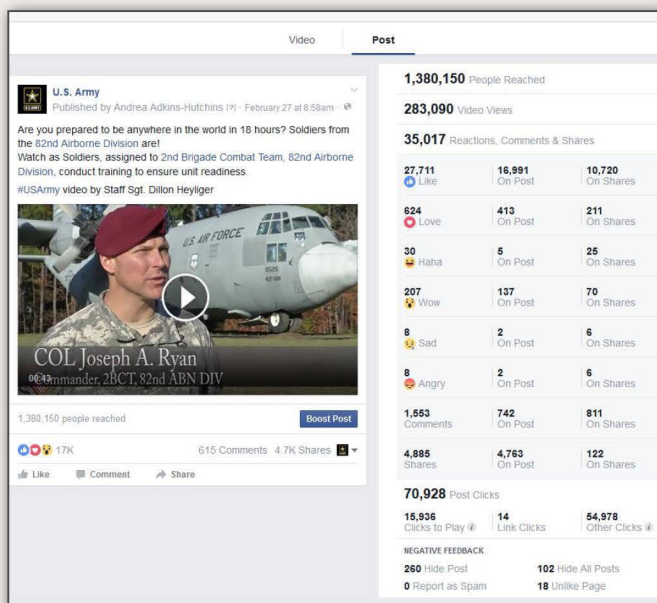 Video
Post
U.S. Army
Published by Andrea Adkins-Hutchins [?] · February 27 at 8:58am ·
Are you prepared to be anywhere in the world in 18 hours? Soldiers from
the 82nd Airborne Division are!
Watch as Soldiers, assigned to 2nd Brigade Combat Team, 82nd Airborne
Division, conduct training to ensure unit readiness.
#USArmy video by Staff Sgt. Dillon Heyliger
U.S. AIR FORCE
COL Joseph A. Ryan
00:43
Commander, 2BCT, 82nd ABN DIV
1,380,150 people reached
Boost Post
17K
615 Comments 4.7K Shares
Like Comment Share
1,380,150 People Reached
283,090 Video Views
35,017 Reactions, Comments & Shares
27,711 16,991 10,720
Like On Post On Shares
624 413 211
Love On Post On Shares
30 5 25
Haha On Post On Shares
207 137 70
Wow On Post On Shares
8 2 6
Sad On Post On Shares
8 2 6
Angry On Post On Shares
1,553 742 811
Comments On Post On Shares
4,885 4,763 122
Shares On Post On Shares
70,928 Post Clicks
15,936 14 54,978
Clicks to Play Link Clicks Other Clicks
NEGATIVE FEEDBACK
260 Hide Post 102 Hide All Posts
0 Report as Spam 18 Unlike Page